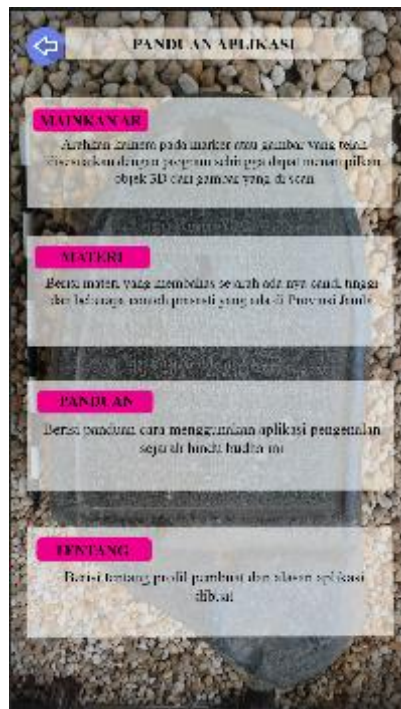 PANDUAN APLIKASI
MAINKAN AR
Arahkan kamera pada marker atau gambar yang telah
disesuaikan dengan program sehingga dapat menampilkan
objek 3D dari gambar yang di scan
MATERI
Berisi materi yang membahas sejarah ada nya candi tinggi
dan beberapa contoh prasasti yang ada di Provinsi Jambi
PANDUAN
Berisi panduan cara menggunakan aplikasi pengenalan
sejarah hindu budha ini
TENTANG
Berisi tentang profil pembuat dan alasan aplikasi
dibuat